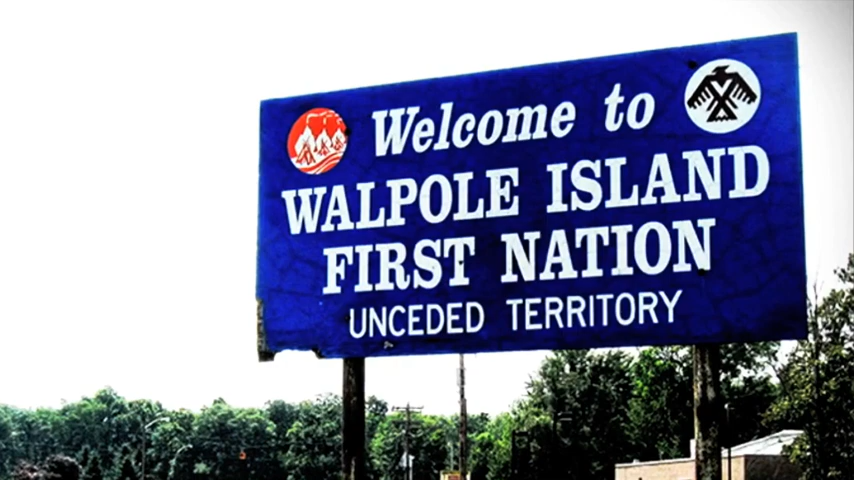 Welcome to
WALPOLE ISLAND
FIRST NATION
UNCEDED TERRITORY